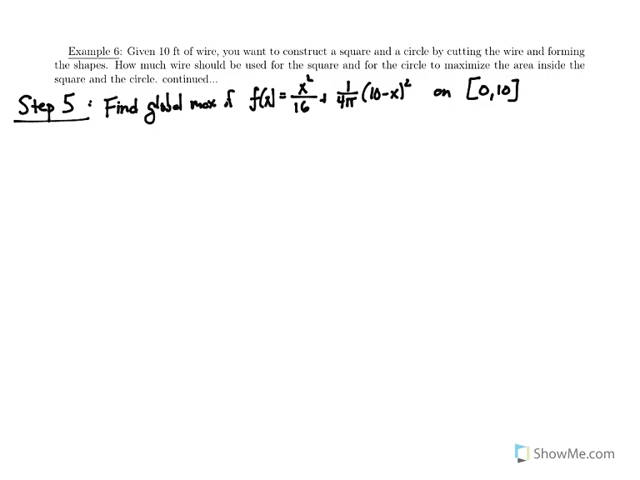 Example 6: Given 10 ft of wire, you want to construct a square and a circle by cutting the wire and forming
the shapes. How much wire should be used for the square and for the circle to maximize the area inside the
square and the circle. continued...
Step 5 : Find global max of f(x) = x²/16 + 1/4π (10-x)² on [0,10]
ShowMe.com